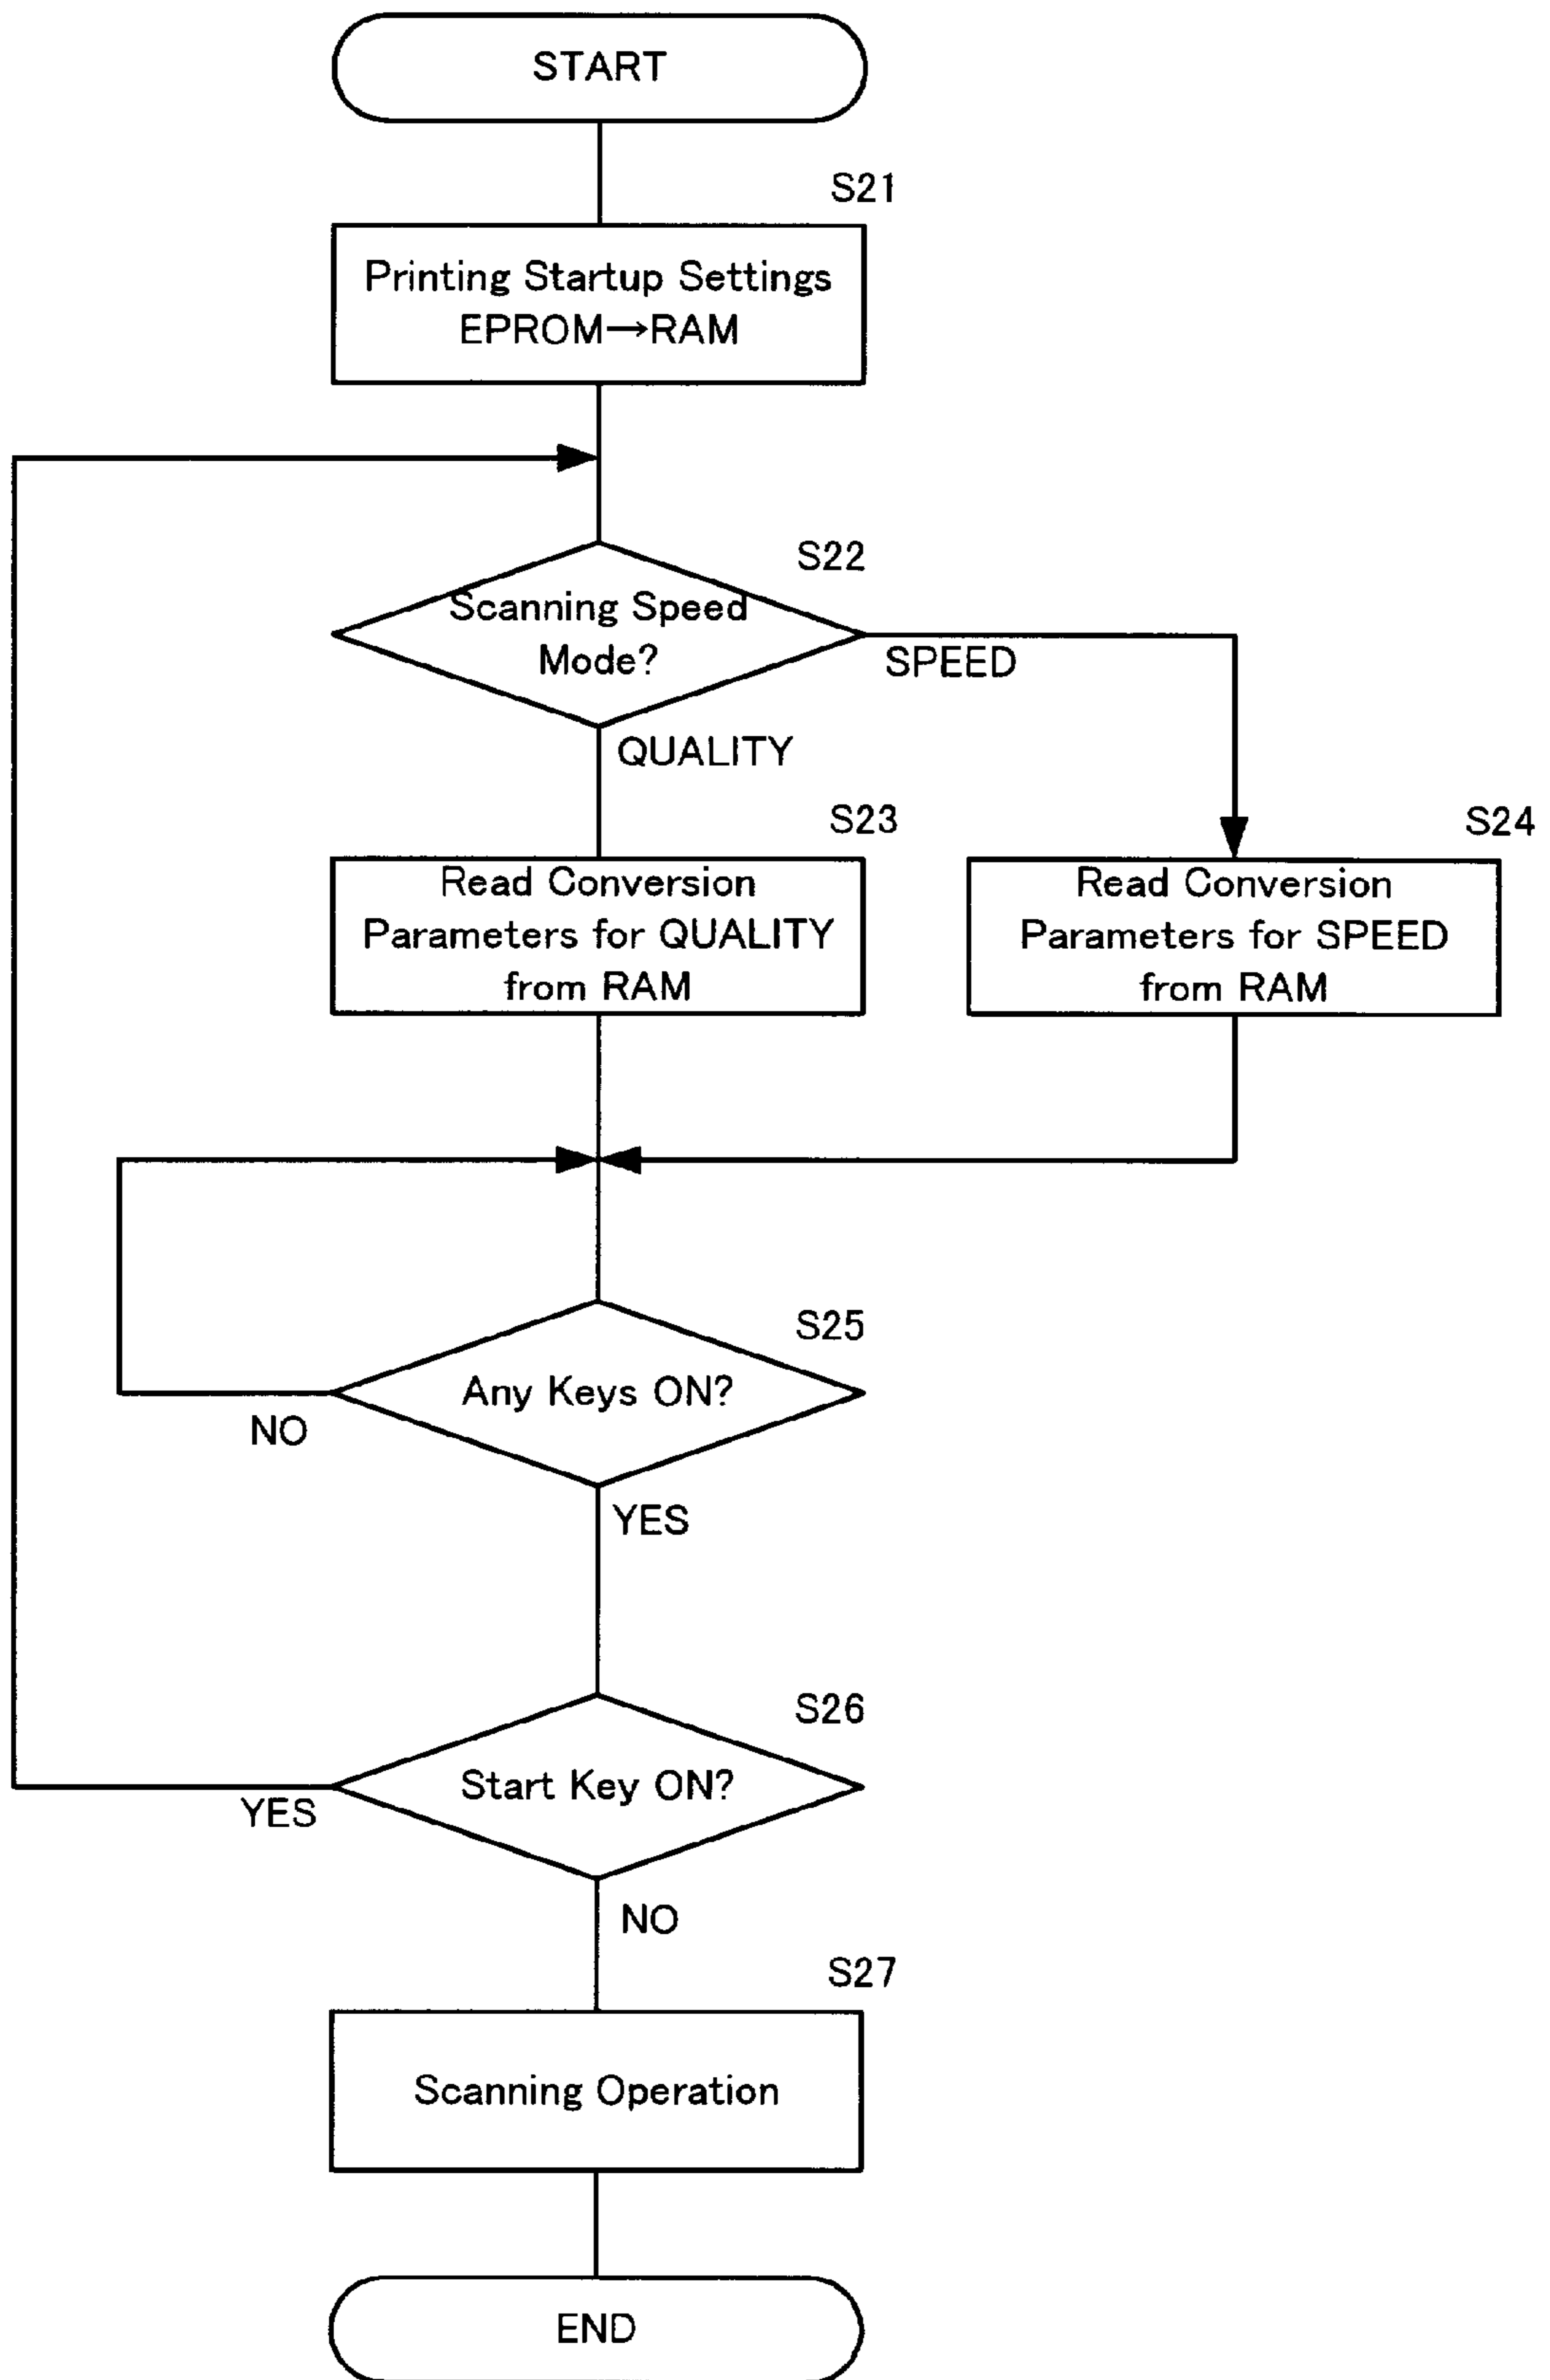 START
S21
Printing Startup Settings
EPROM→RAM
S22
Scanning Speed
Mode?
SPEED
QUALITY
S23
S24
Read Conversion
Parameters for QUALITY
from RAM
Read Conversion
Parameters for SPEED
from RAM
S25
Any Keys ON?
NO
YES
S26
Start Key ON?
YES
NO
S27
Scanning Operation
END